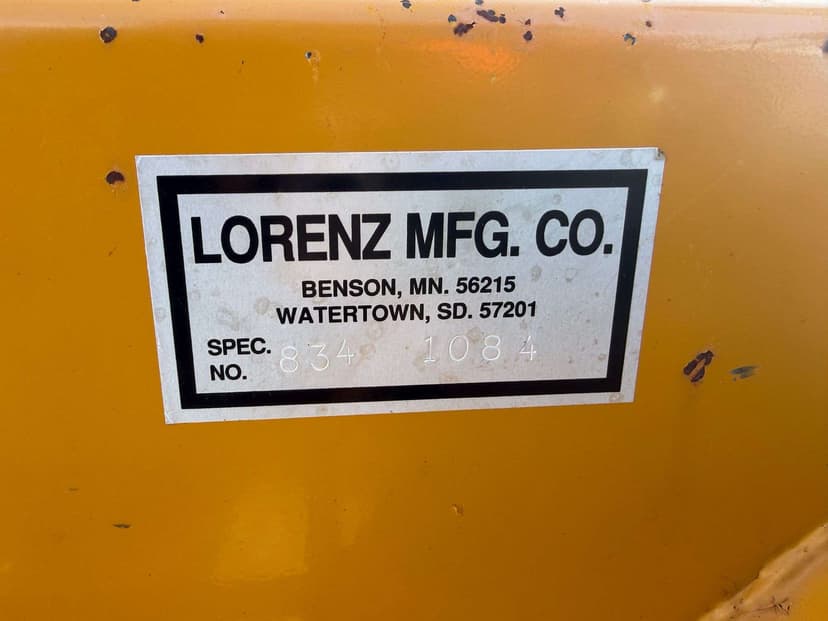 LORENZ MFG. CO.
BENSON, MN. 56215
WATERTOWN, SD. 57201
SPEC. NO. 834 1084